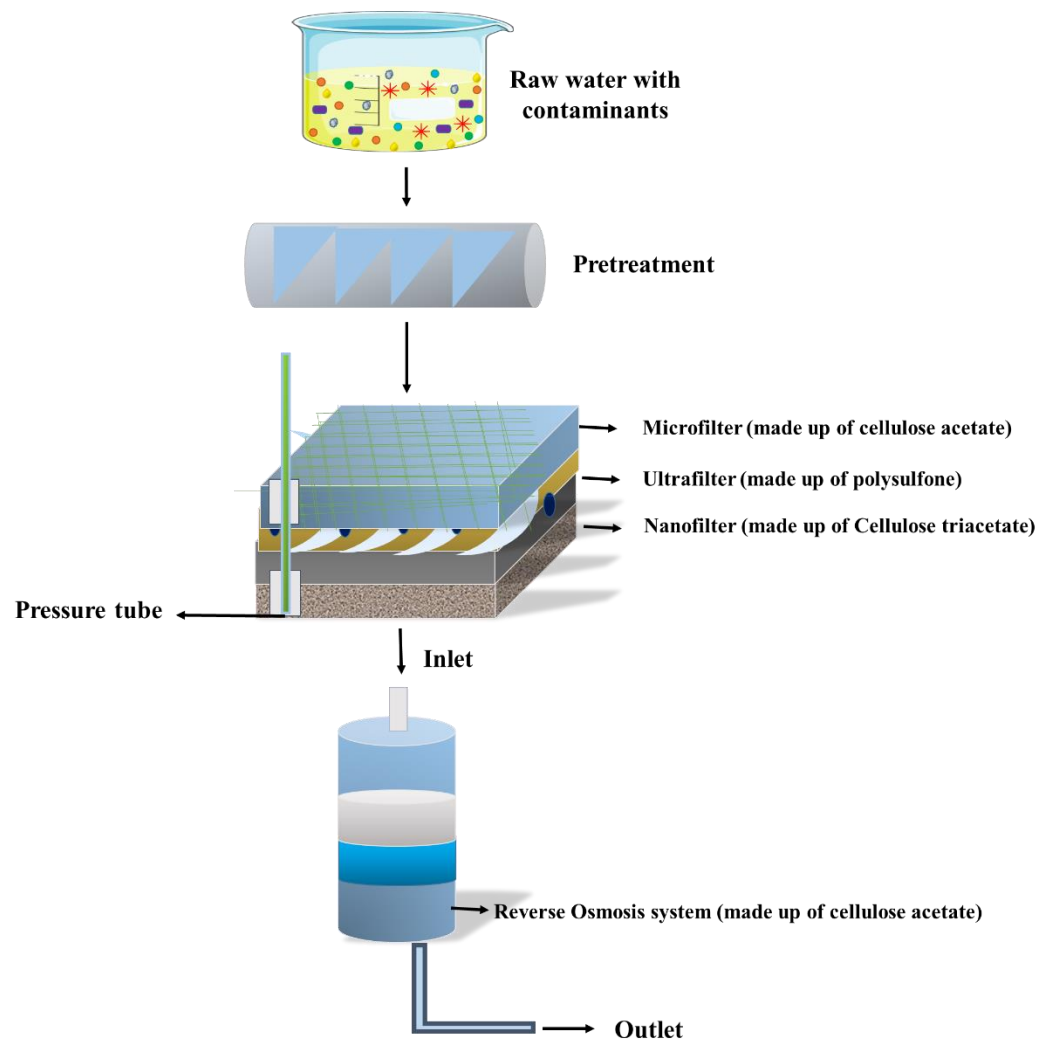 Raw water with
contaminants
Pretreatment
Microfilter (made up of cellulose acetate)
Ultrafilter (made up of polysulfone)
Nanofilter (made up of Cellulose triacetate)
Pressure tube
Inlet
Reverse Osmosis system (made up of cellulose acetate)
Outlet